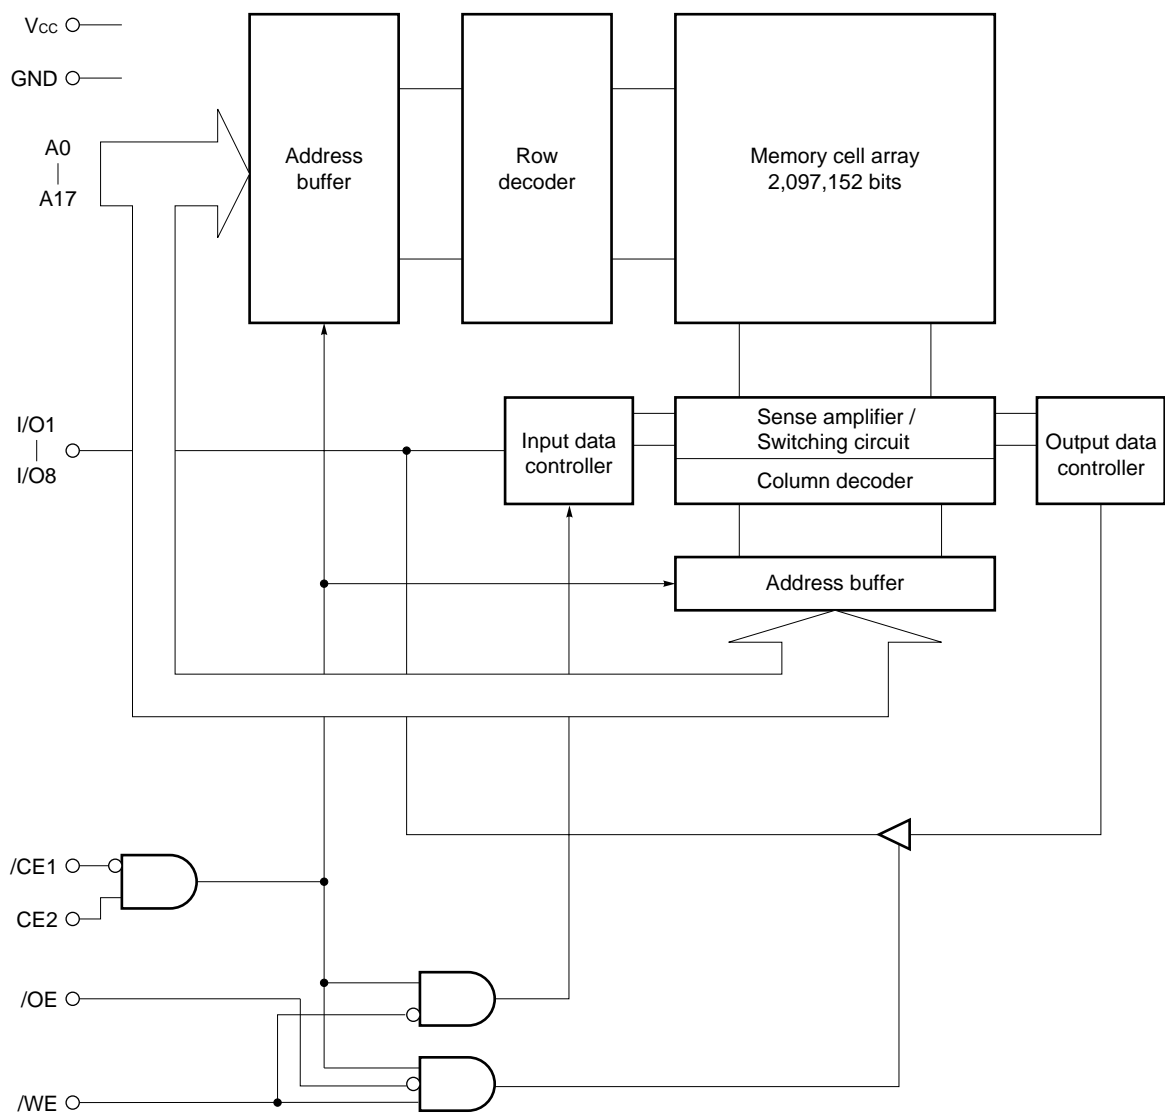 Vcc
GND
A0
A17
Address
buffer
Row
decoder
Memory cell array
2,097,152 bits
I/O1
I/O8
Input data
controller
Sense amplifier /
Switching circuit
Column decoder
Output data
controller
Address buffer
/CE1
CE2
/OE
/WE